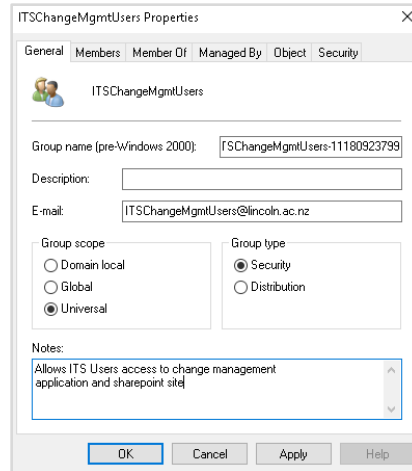 ITSChangeMgmtUsers Properties
General Members Member Of Managed By Object Security
ITSChangeMgmtUsers
Group name (pre-Windows 2000):
TSChangeMgmtUsers-11180923799
Description:
E-mail:
ITSChangeMgmtUsers@lincoln.ac.nz
Group scope
Domain local
Global
Universal
Group type
Security
Distribution
Notes:
Allows ITS Users access to change management
application and sharepoint site
OK Cancel Apply Help